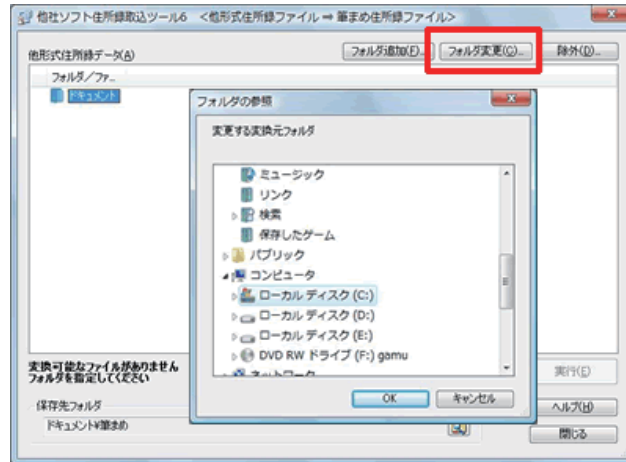 他社ソフト住所録取込ツール6 <他形式住所録ファイル ⇒ 筆まめ住所録ファイル>
他形式住所録データ(A)
フォルダ追加(F)...
フォルダ変更(C)...
除外(D)...
フォルダ/ファ...
ドキュメント
フォルダの参照
変更する変換元フォルダ
ミュージック
リンク
検索
保存したゲーム
パブリック
コンピュータ
ローカル ディスク (C:)
ローカル ディスク (D:)
ローカル ディスク (E:)
DVD RW ドライブ (F:) gamu
ネットワーク
OK
キャンセル
変換可能なファイルがありません
フォルダを指定してください
実行(E)
保存先フォルダ
ヘルプ(H)
ドキュメント¥筆まめ
閉じる